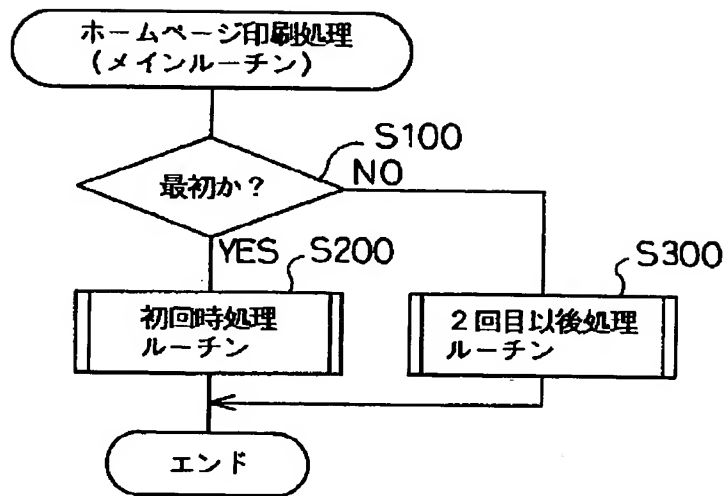 ホームページ印刷処理
(メインルーチン)
S100
最初か？
NO
YES
S200
S300
初回時処理
ルーチン
２回目以後処理
ルーチン
エンド